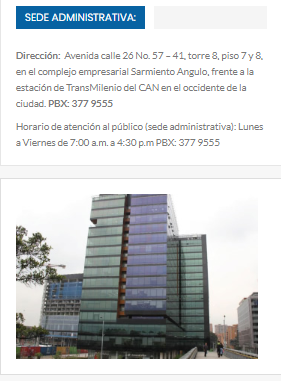 SEDE ADMINISTRATIVA:
Dirección: Avenida calle 26 No. 57 – 41, torre 8, piso 7 y 8,
en el complejo empresarial Sarmiento Angulo, frente a la
estación de TransMilenio del CAN en el occidente de la
ciudad. PBX: 377 9555
Horario de atención al público (sede administrativa): Lunes
a Viernes de 7:00 a.m. a 4:30 p.m PBX: 377 9555